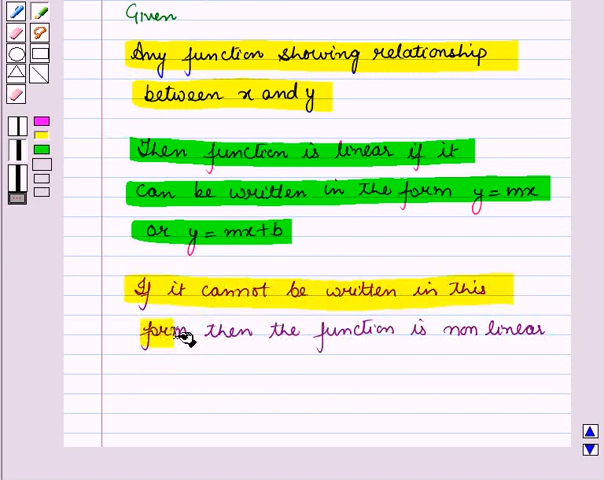 Given
Any function showing relationship
between x and y
Then function is linear if it
can be written in the form y = mx
or y = mx+b
If it cannot be written in this
form then the function is non linear